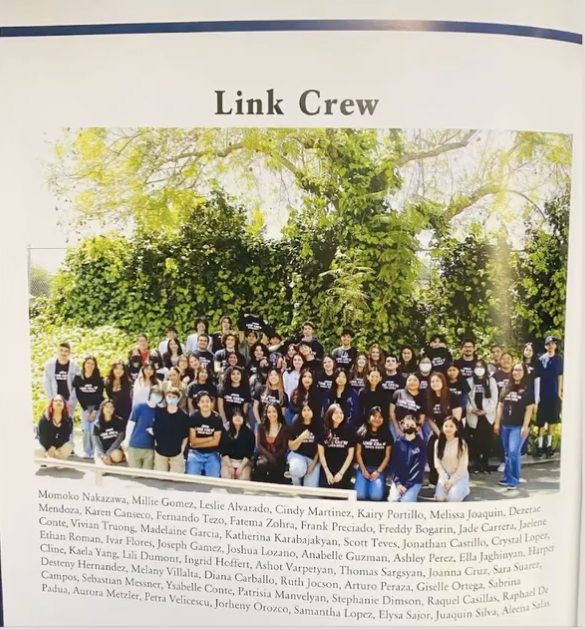 Link Crew
Momoko Nakazawa, Millie Gomez, Leslie Alvarado, Cindy Martinez, Kairy Portillo, Melissa Joaquin, Dezerae
Mendoza, Karen Canseco, Fernando Tezo, Fatema Zohra, Frank Preciado, Freddy Bogarin, Jade Carrera, Jaelene
Conte, Vivian Truong, Madelaine Garcia, Katherina Karabajakyan, Scott Teves, Jonathan Castillo, Crystal Lopez,
Ethan Roman, Ivar Flores, Joseph Gamez, Joshua Lozano, Anabelle Guzman, Ashley Perez, Ella Jaghinyan, Harper
Cline, Kaela Yang, Lili Dumont, Ingrid Hoffert, Ashot Varpetyan, Thomas Sargsyan, Joanna Cruz, Sara Suarez,
Desteny Hernandez, Melany Villalta, Diana Carballo, Ruth Jocson, Arturo Peraza, Giselle Ortega, Sabrina
Campos, Sebastian Messner, Ysabelle Conte, Patrisia Manvelyan, Stephanie Dimson, Raquel Casillas, Raphael De
Padua, Aurora Metzler, Petra Velicescu, Jorheny Orozco, Samantha Lopez, Elysa Sajor, Juaquin Silva, Aleena Salas